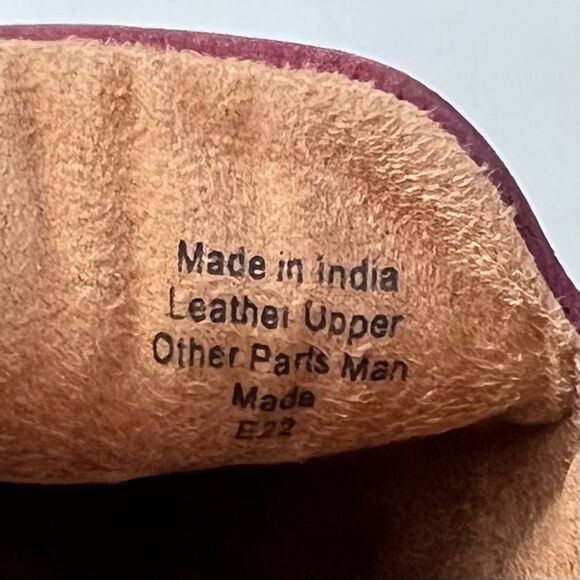 Made in India
Leather Upper
Other Parts Man
Made
E22